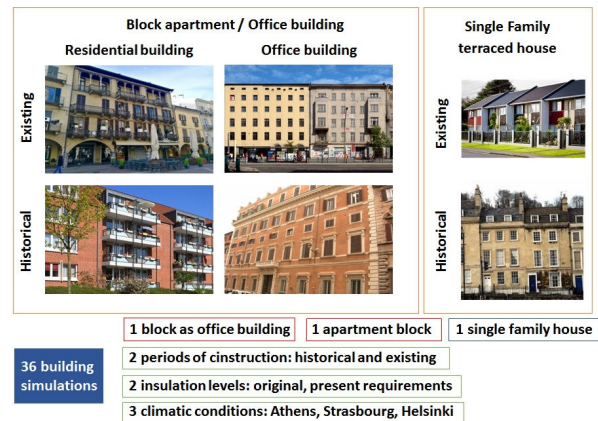 Block apartment / Office building
Residential building
Office building
Single Family
terraced house
Existing
Historical
Existing
Historical
1 block as office building
1 apartment block
1 single family house
36 building
simulations
2 periods of cinstruction: historical and existing
2 insulation levels: original, present requirements
3 climatic conditions: Athens, Strasbourg, Helsinki